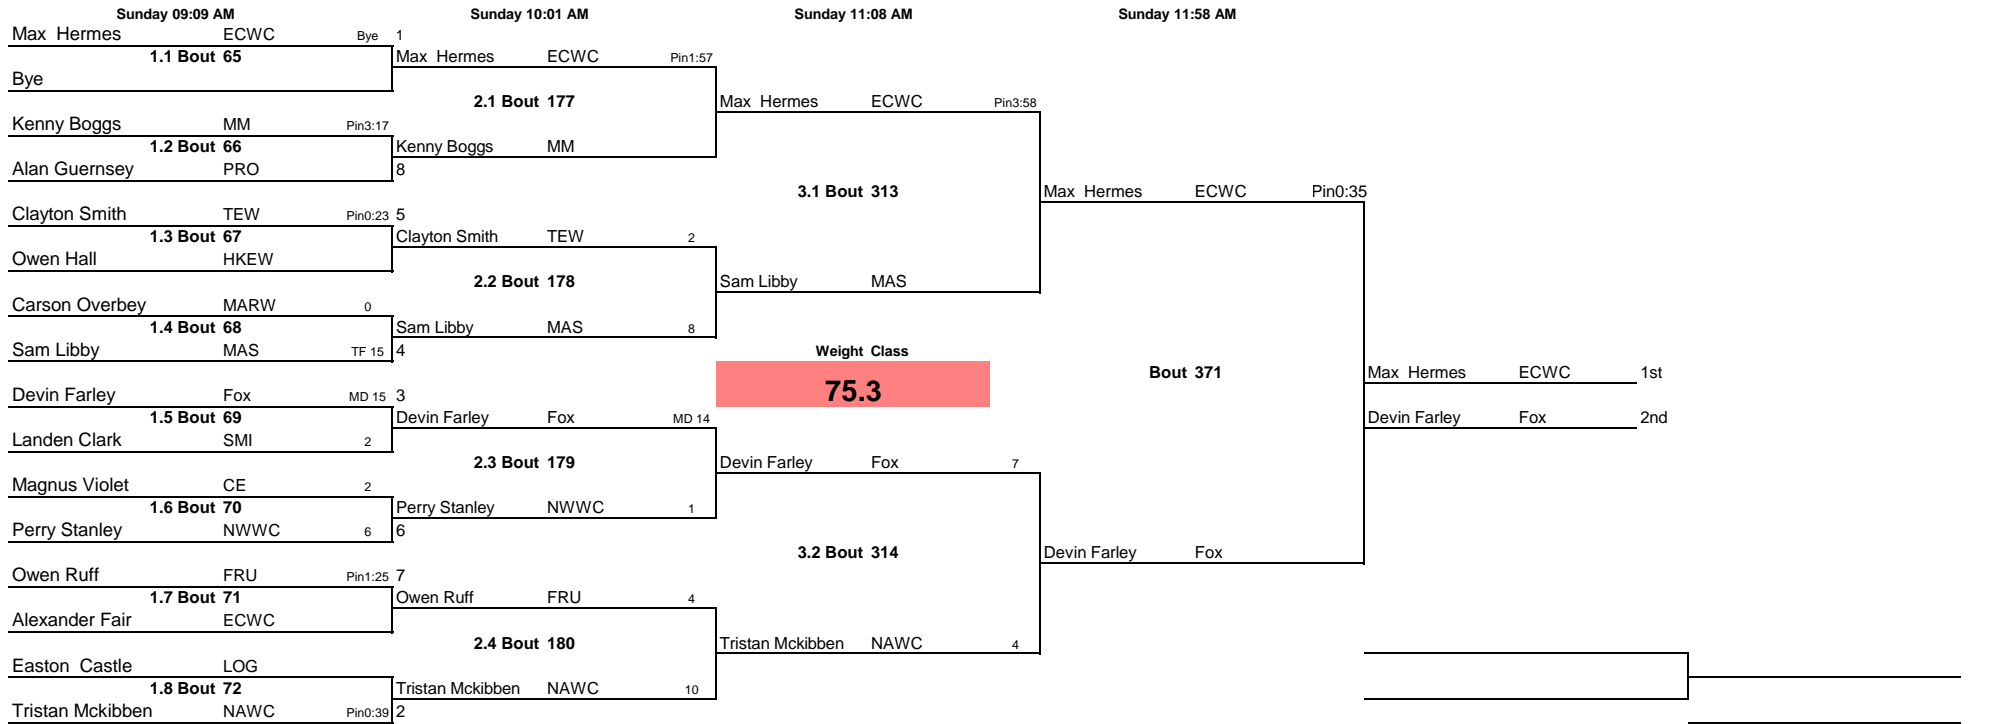 Sunday 09:09 AM Sunday 10:01 AM Sunday 11:08 AM Sunday 11:58 AM
Max Hermes ECWC Bye 1
1.1 Bout 65 Max Hermes ECWC Pin1:57
Bye
2.1 Bout 177 Max Hermes ECWC Pin3:58
Kenny Boggs MM Pin3:17
1.2 Bout 66 Kenny Boggs MM
Alan Guernsey PRO 8
3.1 Bout 313 Max Hermes ECWC Pin0:35
Clayton Smith TEW Pin0:23 5
1.3 Bout 67 Clayton Smith TEW 2
Owen Hall HKEW
2.2 Bout 178 Sam Libby MAS
Carson Overbey MARW 0
1.4 Bout 68 Sam Libby MAS 8
Sam Libby MAS TF 15 4 Weight Class
Bout 371 Max Hermes ECWC 1st
Devin Farley Fox MD 15 3 75.3
1.5 Bout 69 Devin Farley Fox MD 14 Devin Farley Fox 2nd
Landen Clark SMI 2
2.3 Bout 179 Devin Farley Fox 7
Magnus Violet CE 2
1.6 Bout 70 Perry Stanley NWWC 1
Perry Stanley NWWC 6 6
3.2 Bout 314 Devin Farley Fox
Owen Ruff FRU Pin1:25 7
1.7 Bout 71 Owen Ruff FRU 4
Alexander Fair ECWC
2.4 Bout 180 Tristan Mckibben NAWC 4
Easton Castle LOG
1.8 Bout 72 Tristan Mckibben NAWC 10
Tristan Mckibben NAWC Pin0:39 2